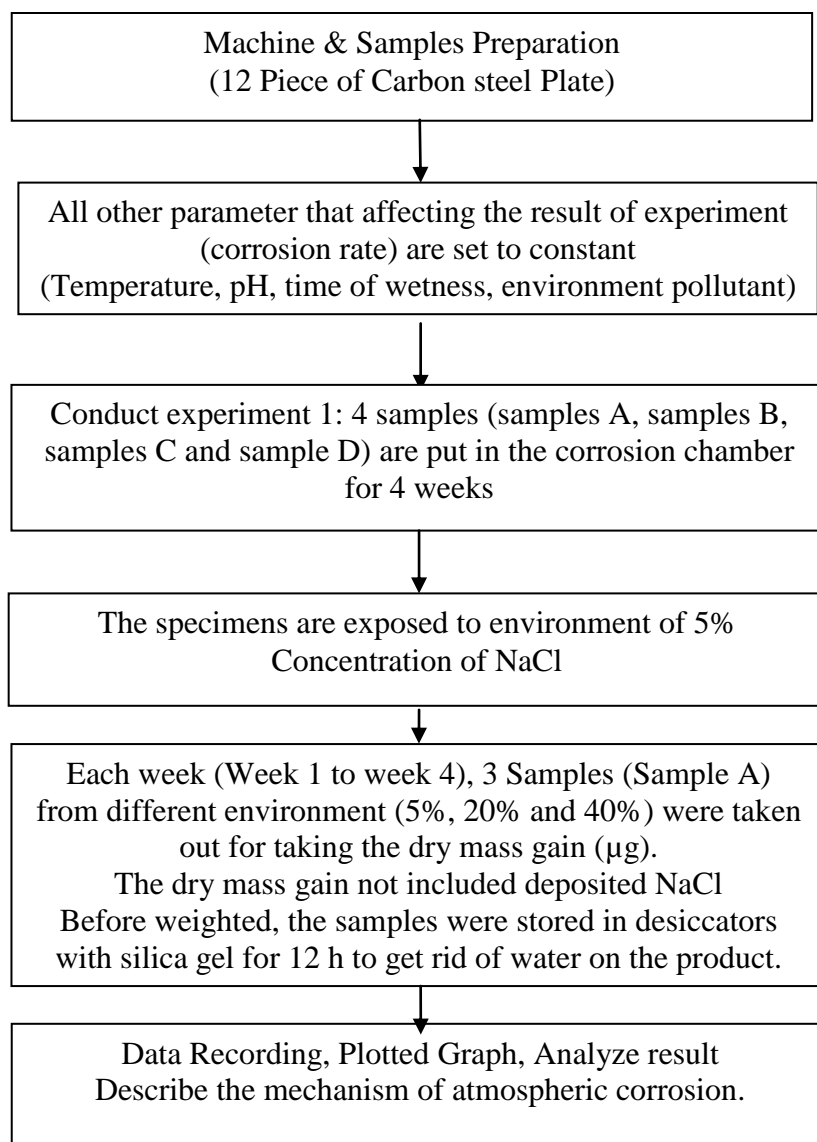 Machine & Samples Preparation
(12 Piece of Carbon steel Plate)
All other parameter that affecting the result of experiment
(corrosion rate) are set to constant
(Temperature, pH, time of wetness, environment pollutant)
Conduct experiment 1: 4 samples (samples A, samples B,
samples C and sample D) are put in the corrosion chamber
for 4 weeks
The specimens are exposed to environment of 5%
Concentration of NaCl
Each week (Week 1 to week 4), 3 Samples (Sample A)
from different environment (5%, 20% and 40%) were taken
out for taking the dry mass gain (µg).
The dry mass gain not included deposited NaCl
Before weighted, the samples were stored in desiccators
with silica gel for 12 h to get rid of water on the product.
Data Recording, Plotted Graph, Analyze result
Describe the mechanism of atmospheric corrosion.